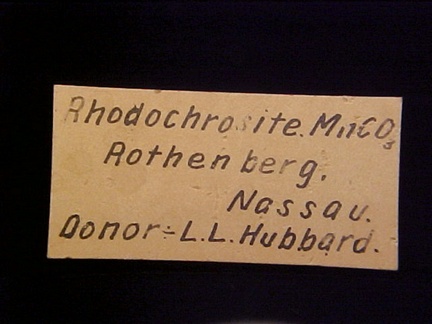 Rhodochrosite. MnCO₃
Rothenberg.
Nassau.
Donor:- L.L. Hubbard.